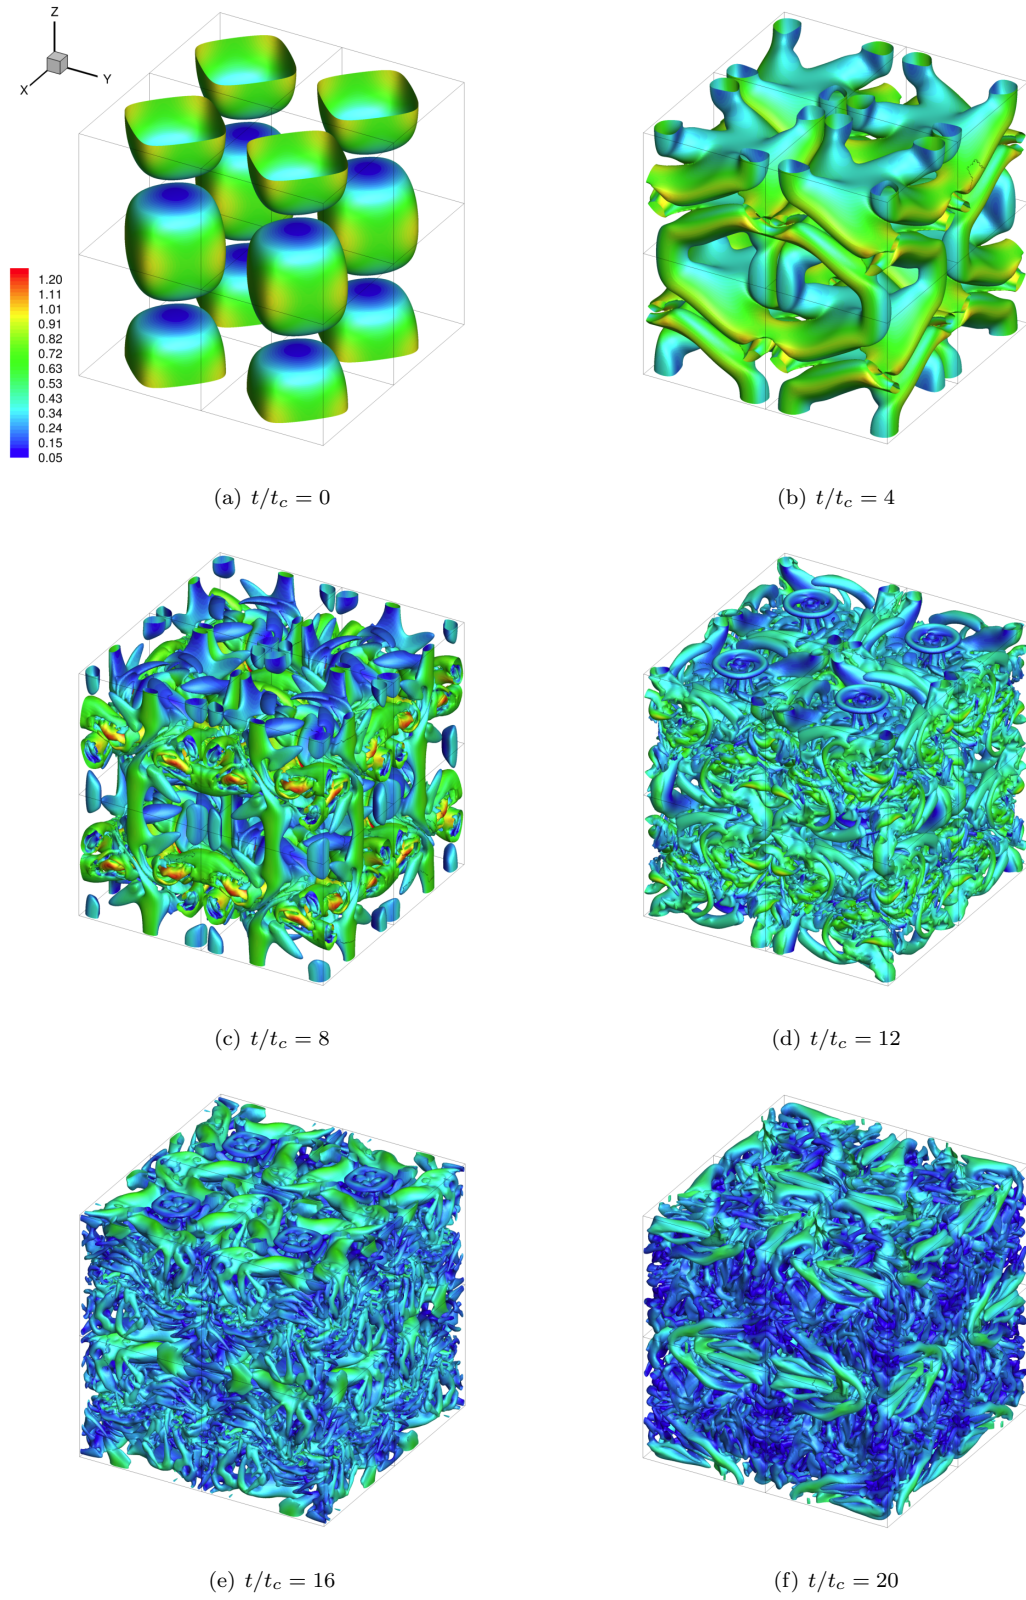 Z
Y
X
1.20
1.11
1.01
0.91
0.82
0.72
0.63
0.53
0.43
0.34
0.24
0.15
0.05
(a) t/t_c = 0
(b) t/t_c = 4
(c) t/t_c = 8
(d) t/t_c = 12
(e) t/t_c = 16
(f) t/t_c = 20